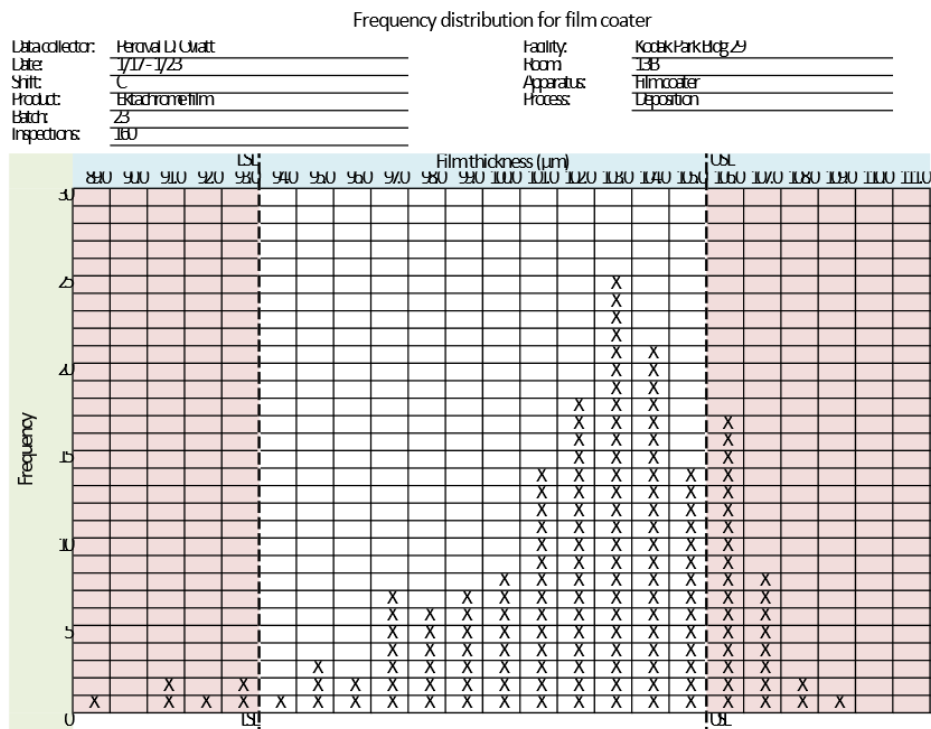 Frequency distribution for film coater
Data collector: Percival D.
Date: 1/17 - 1/23
Shift: C
Product: Ektachrome film
Batch: 23
Inspections: 160
Facility: Kodak Park Bldg 29
Room: 13B
Apparatus: Film coater
Process: Deposition
LSL Film thickness (µm) USL
89.0 90.0 91.0 92.0 93.0 94.0 95.0 96.0 97.0 98.0 99.0 100.0 101.0 102.0 103.0 104.0 105.0 106.0 107.0 108.0 109.0 110.0 111.0
Frequency
30
25 X
X
X
X
X X
20 X X
X X
X X X
X X X X
X X X X
15 X X X X
X X X X X X
X X X X X X
X X X X X X
X X X X X X
10 X X X X X X
X X X X X X
X X X X X X X X
X X X X X X X X X X
X X X X X X X X X X X
5 X X X X X X X X X X X
X X X X X X X X X X X
X X X X X X X X X X X X
X X X X X X X X X X X X X X X X
X X X X X X X X X X X X X X X X X X X X
0 LSL USL